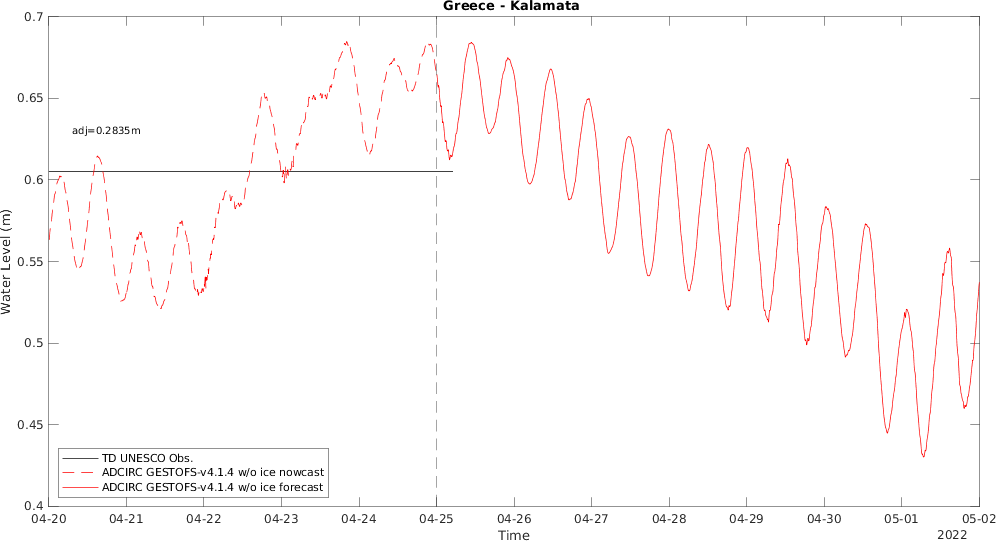 Greece - Kalamata
0.7
0.65
0.6
0.55
0.5
0.45
0.4
Water Level (m)
adj=0.2835m
TD UNESCO Obs.
ADCIRC GESTOFS-v4.1.4 w/o ice nowcast
ADCIRC GESTOFS-v4.1.4 w/o ice forecast
04-20 04-21 04-22 04-23 04-24 04-25 04-26 04-27 04-28 04-29 04-30 05-01 05-02
Time
2022